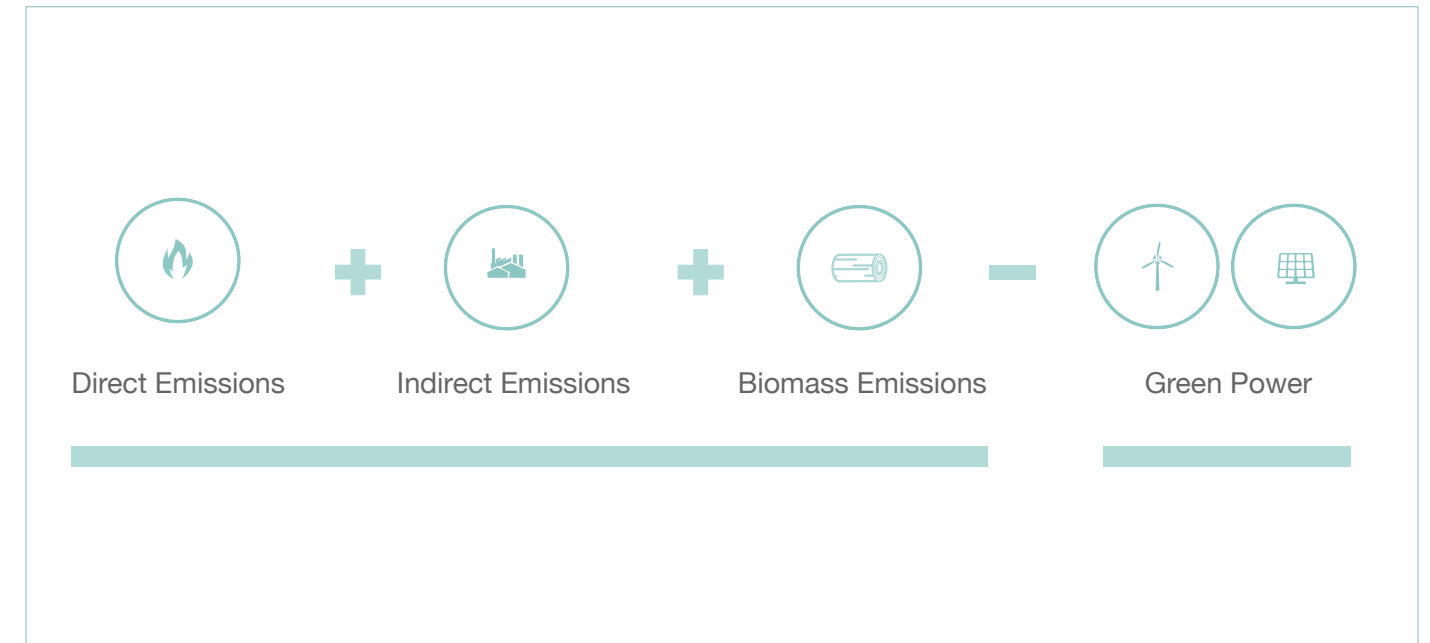 Direct Emissions
Indirect Emissions
Biomass Emissions
Green Power